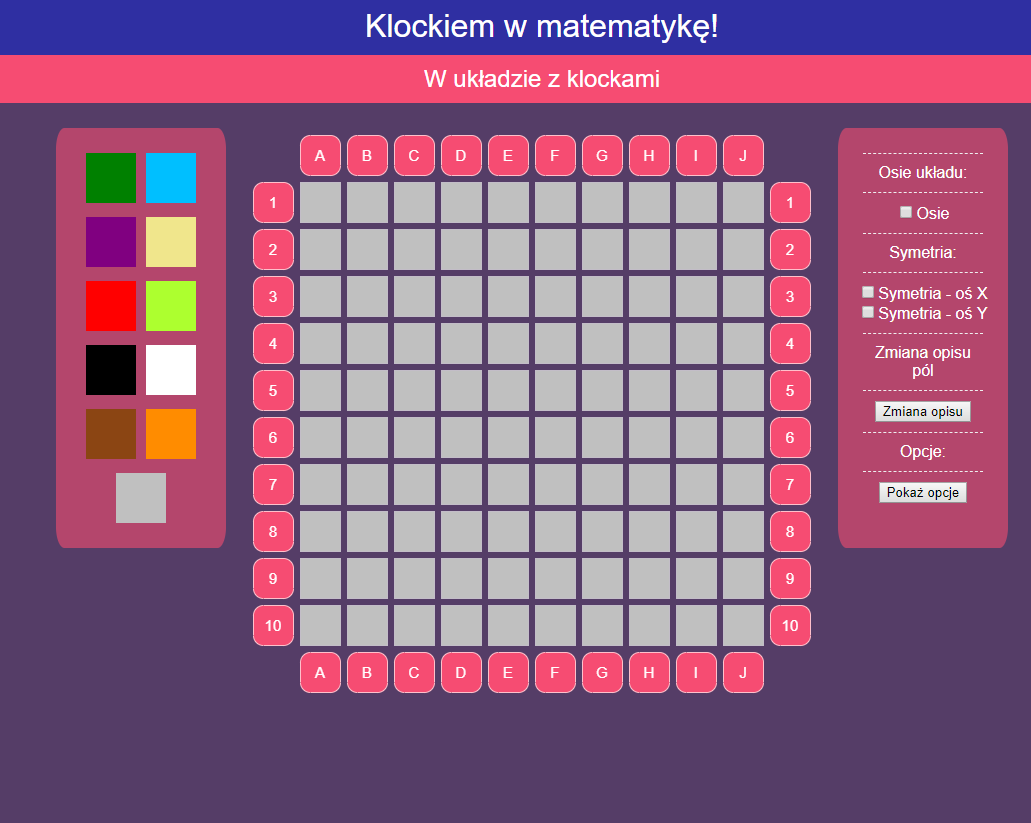 Klockiem w matematykę!
W układzie z klockami
A B C D E F G H I J
1 1
2 2
3 3
4 4
5 5
6 6
7 7
8 8
9 9
10 10
A B C D E F G H I J
Osie układu:
Osie
Symetria:
Symetria - oś X
Symetria - oś Y
Zmiana opisu
pól
Zmiana opisu
Opcje:
Pokaż opcje